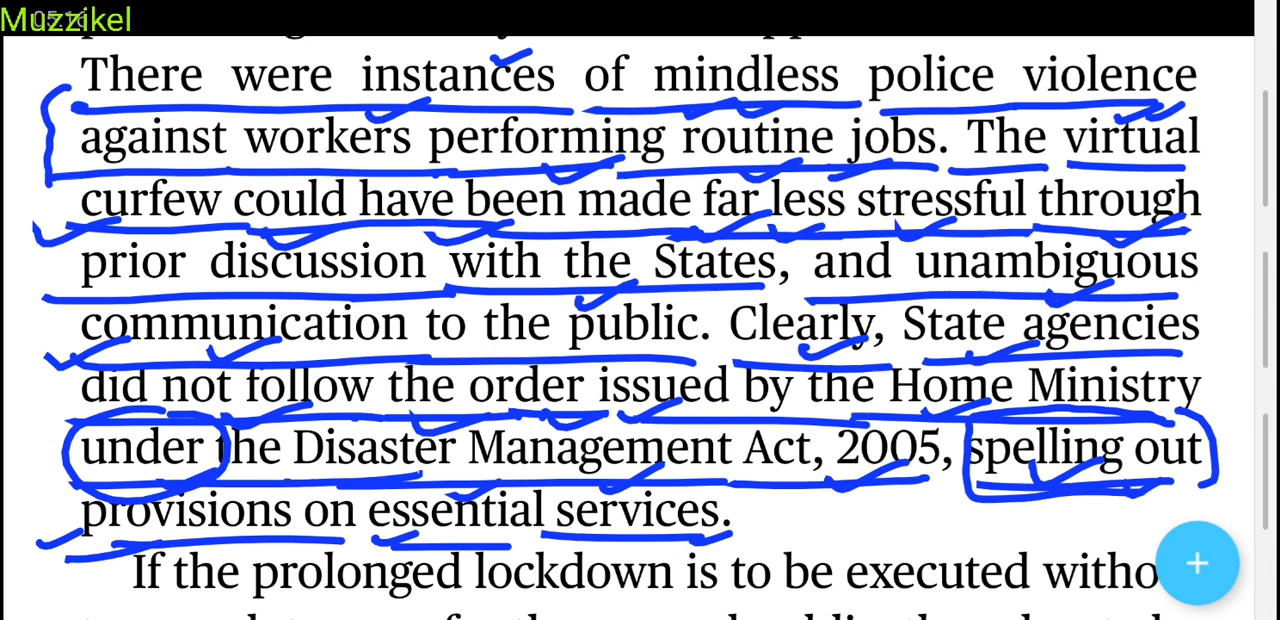 Muzzikel
05:16
There were instances of mindless police violence
against workers performing routine jobs. The virtual
curfew could have been made far less stressful through
prior discussion with the States, and unambiguous
communication to the public. Clearly, State agencies
did not follow the order issued by the Home Ministry
under the Disaster Management Act, 2005, spelling out
provisions on essential services.
If the prolonged lockdown is to be executed witho
+